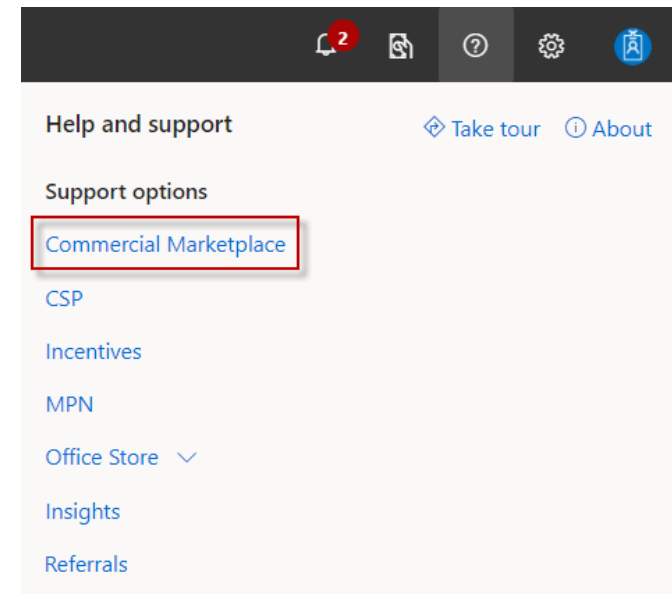 2
Help and support
Take tour
About
Support options
Commercial Marketplace
CSP
Incentives
MPN
Office Store
Insights
Referrals